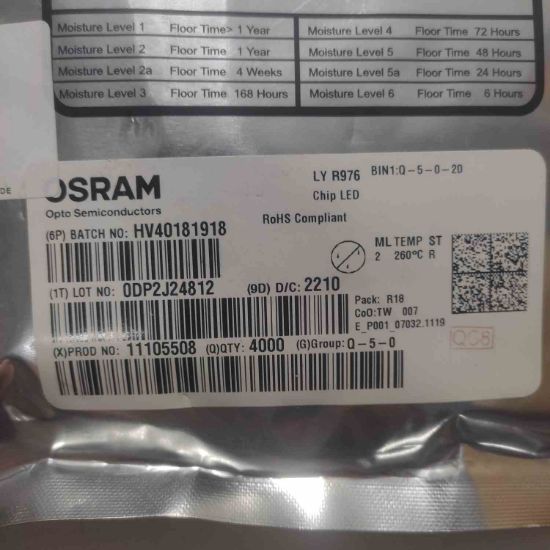 Moisture Level 1 Floor Time> 1 Year
Moisture Level 2 Floor Time 1 Year
Moisture Level 2a Floor Time 4 Weeks
Moisture Level 3 Floor Time 168 Hours
Moisture Level 4 Floor Time 72 Hours
Moisture Level 5 Floor Time 48 Hours
Moisture Level 5a Floor Time 24 Hours
Moisture Level 6 Floor Time 6 Hours
DE
OSRAM
Opto Semiconductors
LY R976 BIN1:Q-5-0-20
Chip LED
RoHS Compliant
(6P) BATCH NO: HV40181918
ML TEMP ST
2 260°C R
(1T) LOT NO: 0DP2J24812 (9D) D/C: 2210
Pack: R18
CoO:TW 007
E_P001_07032.1119
(X)PROD NO: 11105508 (Q)QTY: 4000 (G)Group: Q-5-0